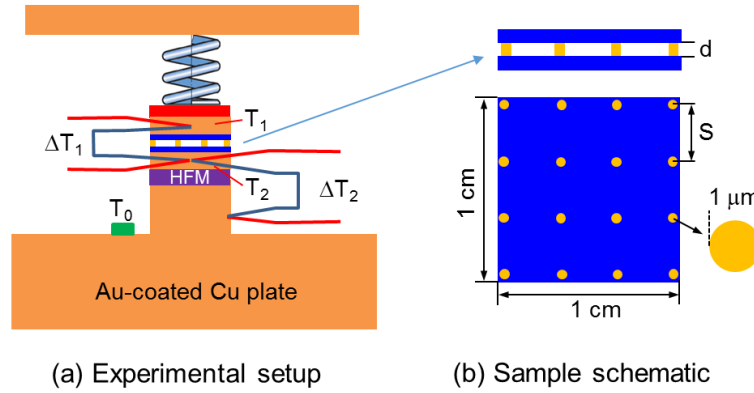 T1
ΔT1
HFM
T2
ΔT2
T0
Au-coated Cu plate
(a) Experimental setup
d
S
1 cm
1 μm
1 cm
(b) Sample schematic